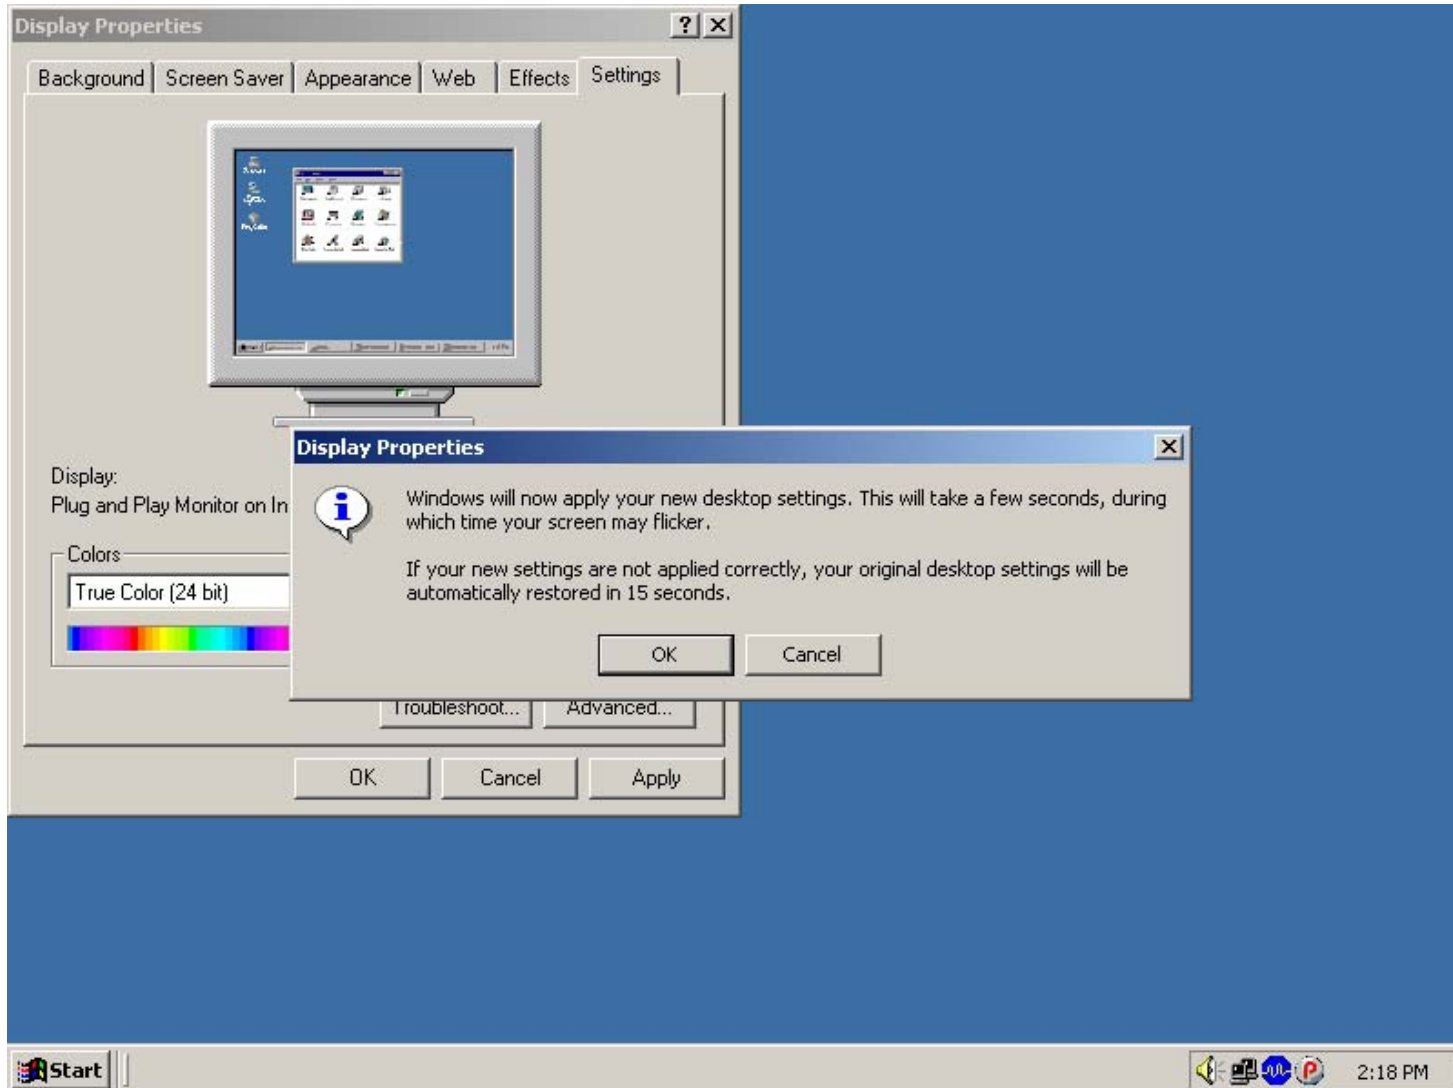 Display Properties
Background Screen Saver Appearance Web Effects Settings
Display:
Plug and Play Monitor on In
Colors
True Color (24 bit)
Display Properties
Windows will now apply your new desktop settings. This will take a few seconds, during
which time your screen may flicker.
If your new settings are not applied correctly, your original desktop settings will be
automatically restored in 15 seconds.
OK Cancel
Troubleshoot... Advanced...
OK Cancel Apply
Start
2:18 PM